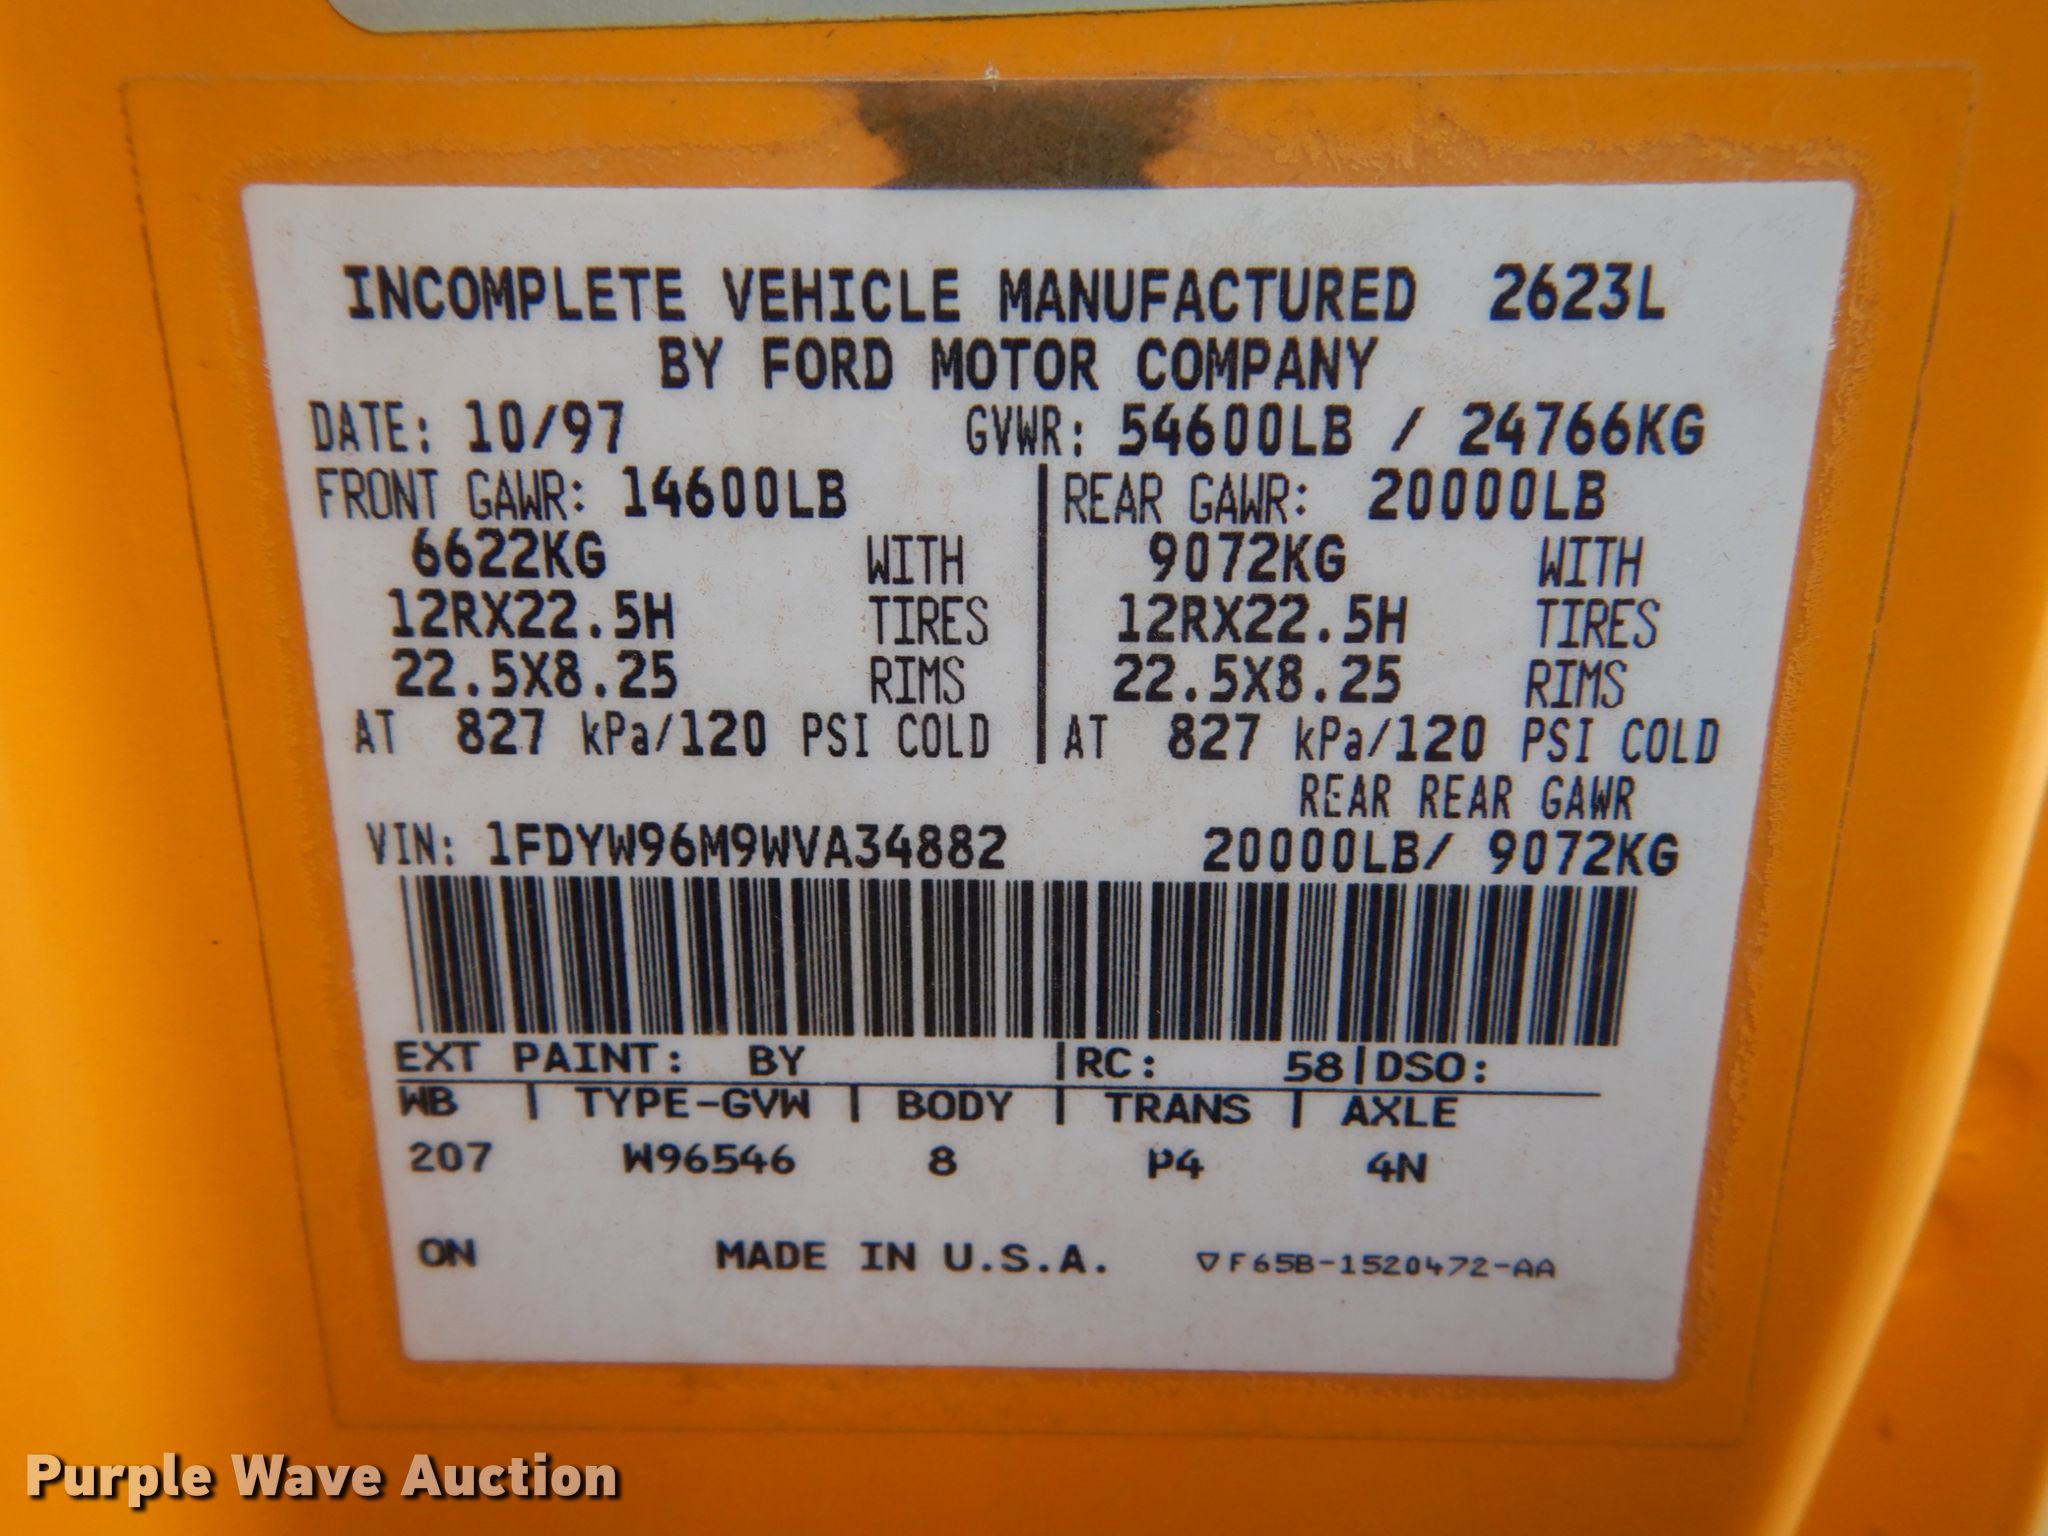 INCOMPLETE VEHICLE MANUFACTURED 2623L
BY FORD MOTOR COMPANY
DATE: 10/97 GVWR: 54600LB / 24766KG
FRONT GAWR: 14600LB REAR GAWR: 20000LB
6622KG WITH 9072KG WITH
12RX22.5H TIRES 12RX22.5H TIRES
22.5X8.25 RIMS 22.5X8.25 RIMS
AT 827 kPa/120 PSI COLD AT 827 kPa/120 PSI COLD
REAR REAR GAWR
VIN: 1FDYW96M9WVA34882 20000LB/ 9072KG
EXT PAINT: BY |RC: 58|DSO:
WB | TYPE-GVW | BODY | TRANS | AXLE
207 W96546 8 P4 4N
ON MADE IN U.S.A. ▽F65B-1520472-AA
Purple Wave Auction